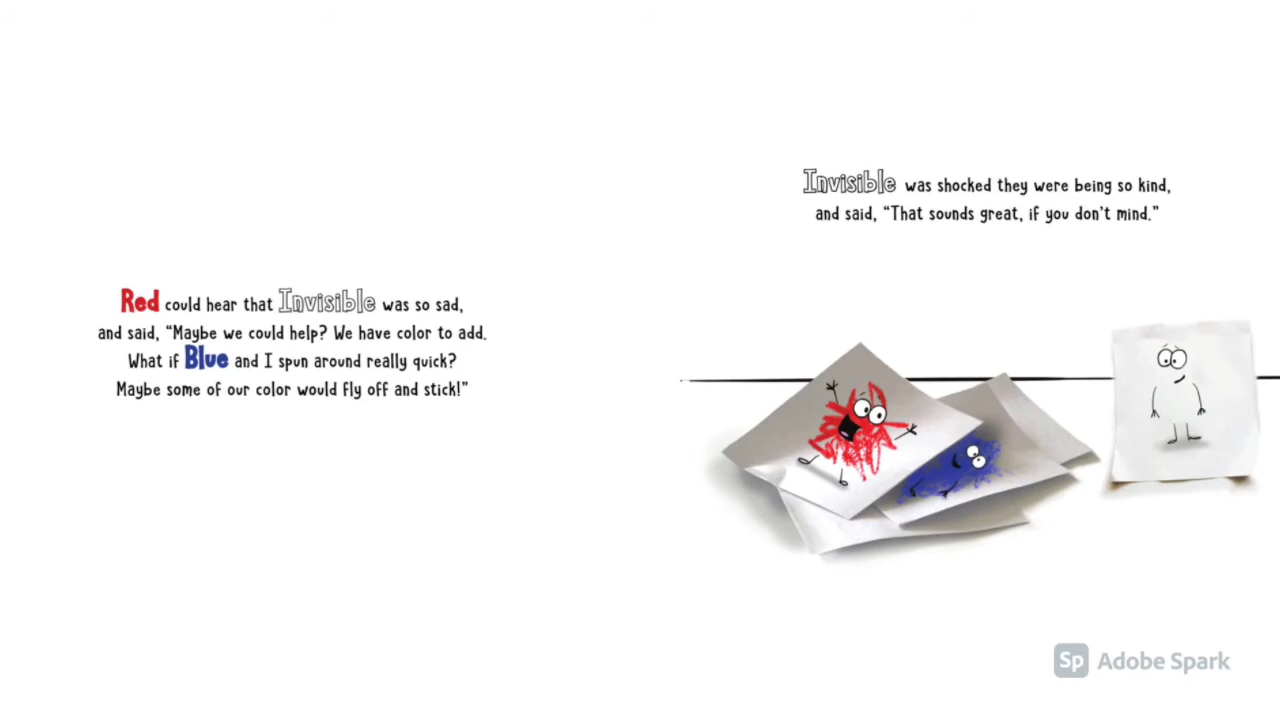 Red could hear that Invisible was so sad,
and said, “Maybe we could help? We have color to add.
What if Blue and I spun around really quick?
Maybe some of our color would fly off and stick!”
Invisible was shocked they were being so kind,
and said, “That sounds great, if you don’t mind.”
Sp Adobe Spark